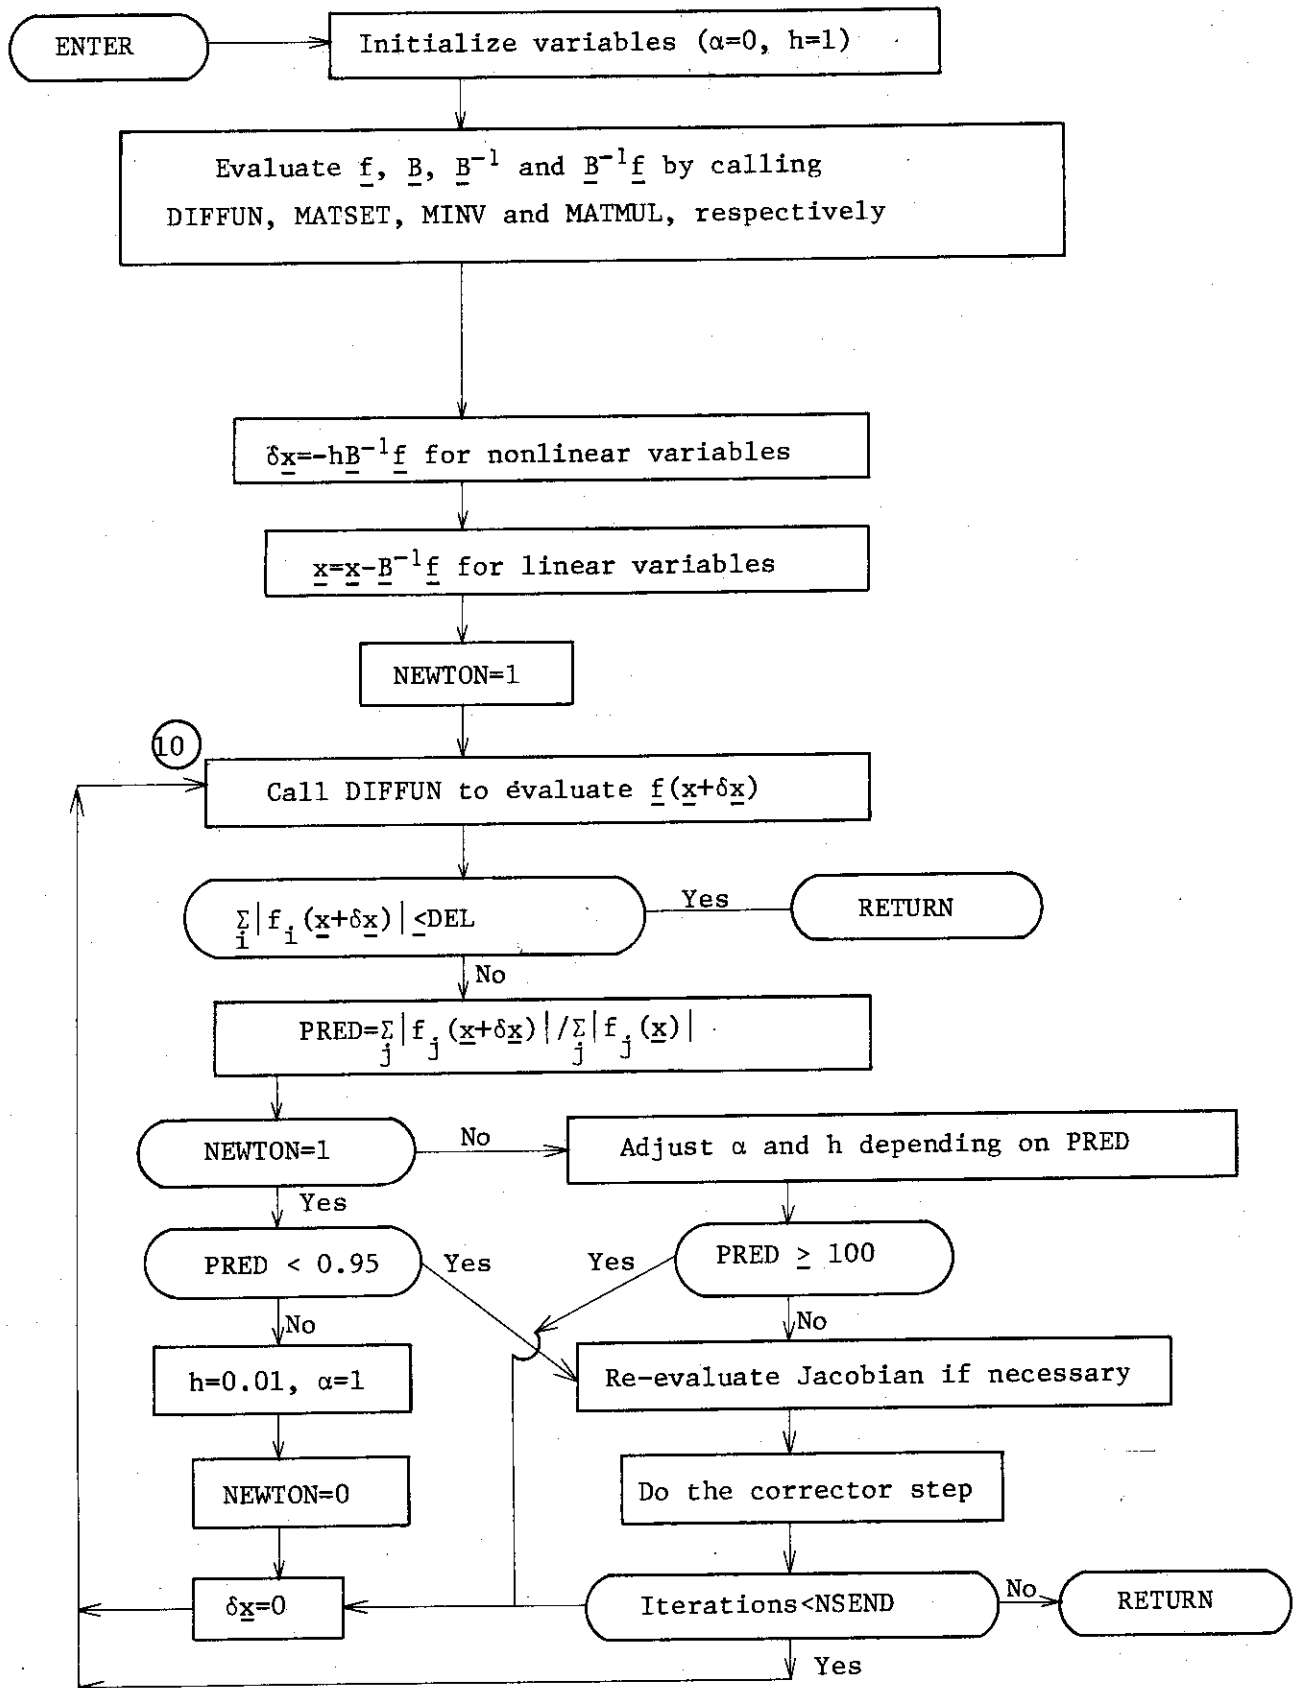 ENTER
Initialize variables (α=0, h=1)
Evaluate f, B, B⁻¹ and B⁻¹f by calling
DIFFUN, MATSET, MINV and MATMUL, respectively
δx=-hB⁻¹f for nonlinear variables
x=x-B⁻¹f for linear variables
NEWTON=1
10
Call DIFFUN to evaluate f(x+δx)
Σ|f_i(x+δx)|≤DEL
i
Yes
RETURN
No
PRED=Σ|f_j(x+δx)|/Σ|f_j(x)|
j j
NEWTON=1
No
Adjust α and h depending on PRED
Yes
PRED < 0.95
Yes
Yes
PRED ≥ 100
No
No
h=0.01, α=1
Re-evaluate Jacobian if necessary
NEWTON=0
Do the corrector step
δx=0
Iterations<NSEND
No
RETURN
Yes